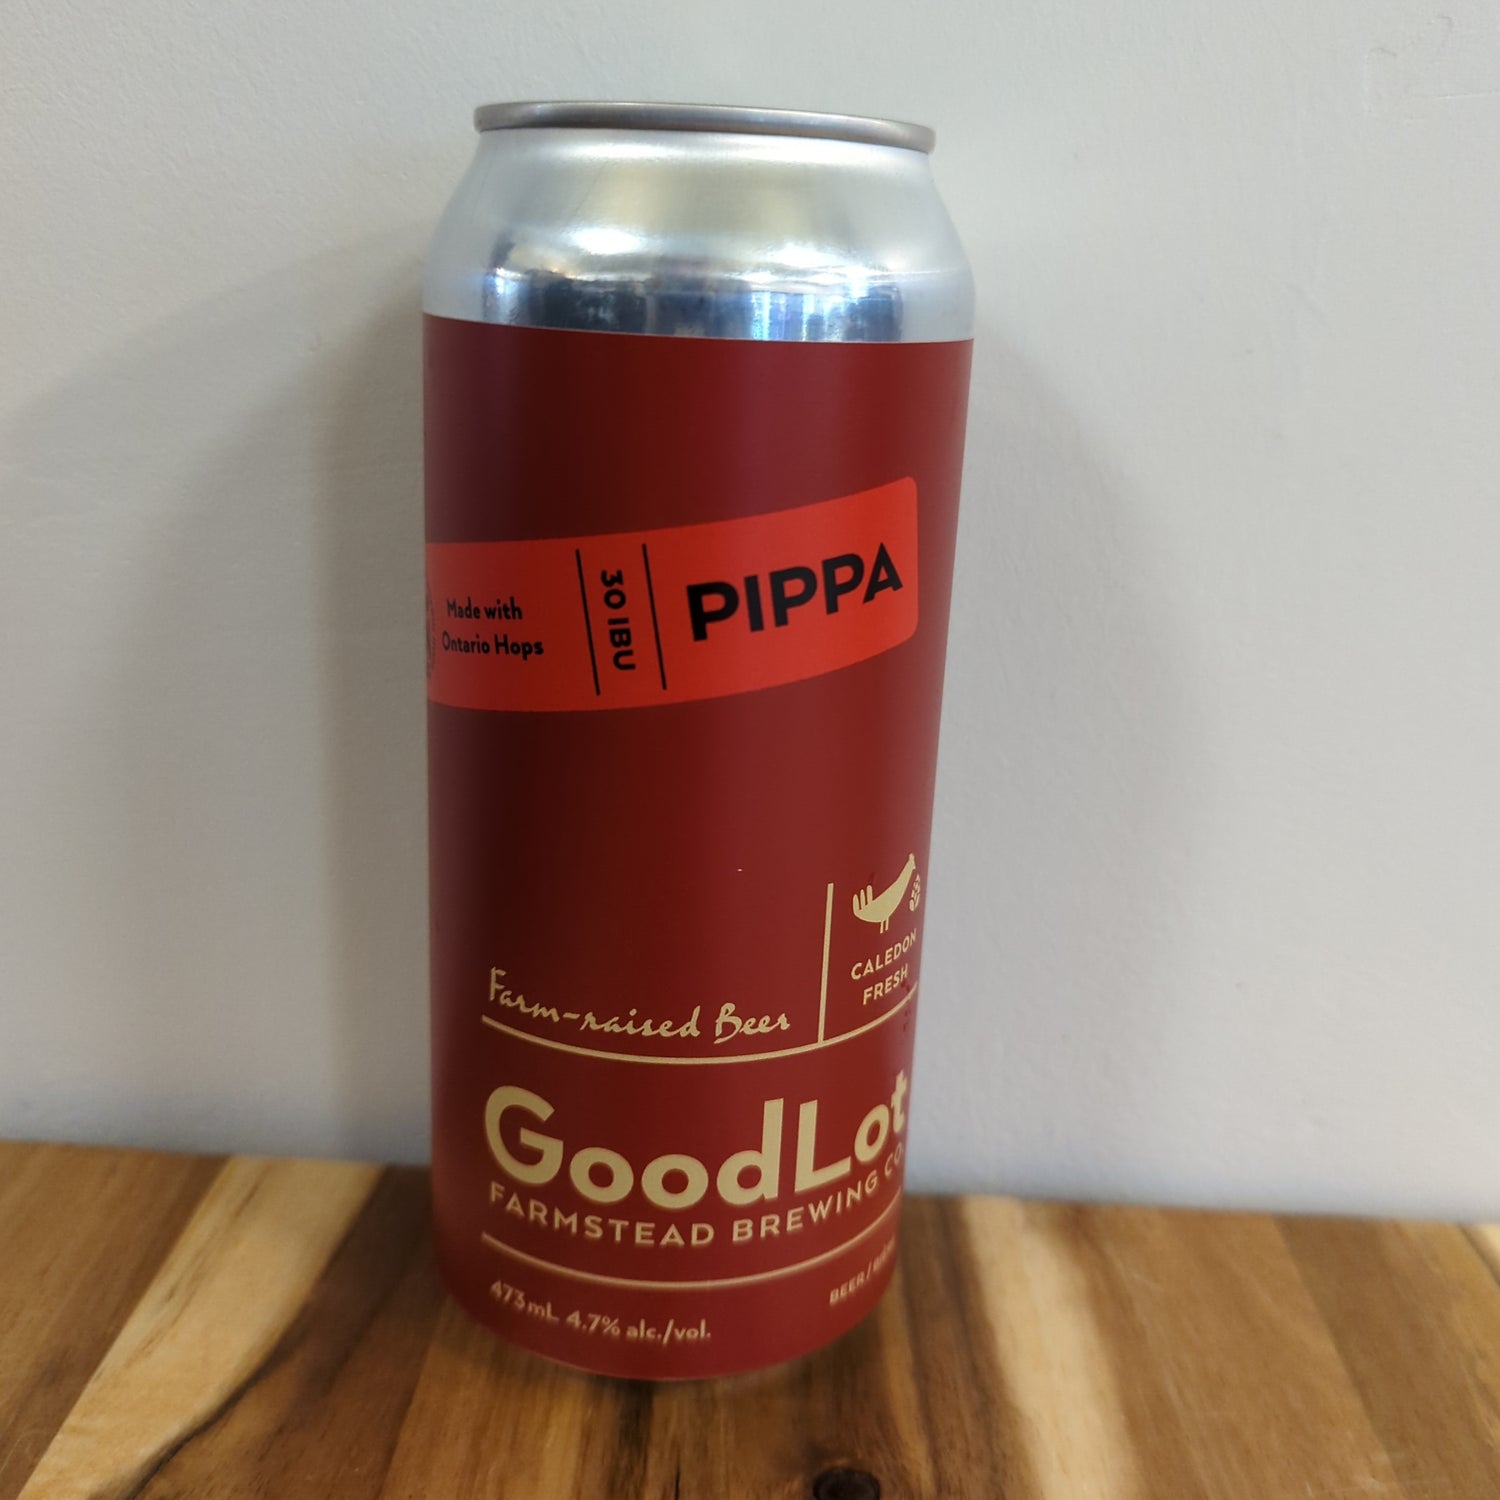 PIPPA
30 IBU
Made with
Ontario Hops
CALEDON
FRESH
Farm-raised Beer
GoodLot
FARMSTEAD BREWING CO.
473mL 4.7% alc./vol.
BEER /